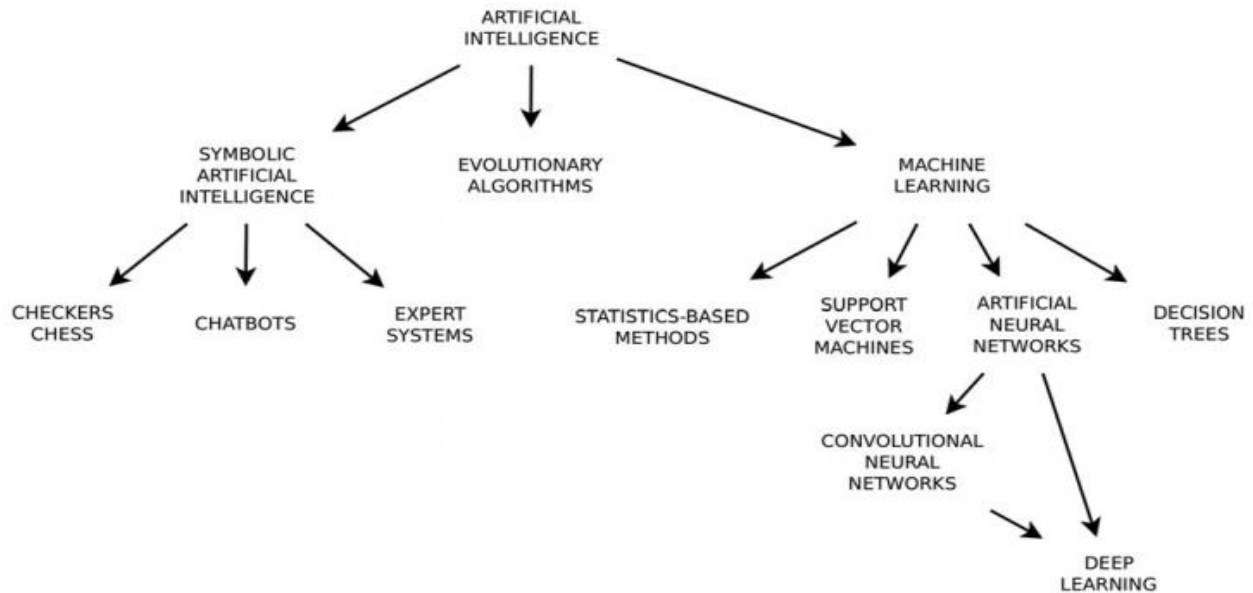 ARTIFICIAL
INTELLIGENCE
SYMBOLIC
ARTIFICIAL
INTELLIGENCE
EVOLUTIONARY
ALGORITHMS
MACHINE
LEARNING
CHECKERS
CHESS
CHATBOTS
EXPERT
SYSTEMS
STATISTICS-BASED
METHODS
SUPPORT
VECTOR
MACHINES
ARTIFICIAL
NEURAL
NETWORKS
DECISION
TREES
CONVOLUTIONAL
NEURAL
NETWORKS
DEEP
LEARNING